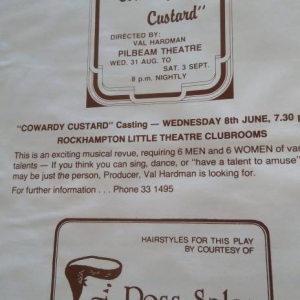 Custard"
DIRECTED BY:
VAL HARDMAN
PILBEAM THEATRE
WED. 31 AUG. TO
SAT. 3 SEPT.
8 p.m. NIGHTLY
"COWARDY CUSTARD" Casting — WEDNESDAY 8th JUNE, 7.30 p
ROCKHAMPTON LITTLE THEATRE CLUBROOMS
This is an exciting musical revue, requiring 6 MEN and 6 WOMEN of var
talents — If you think you can sing, dance, or "have a talent to amuse"
may be just the person, Producer, Val Hardman is looking for.
For further information . . . Phone 33 1495
HAIRSTYLES FOR THIS PLAY
BY COURTESY OF